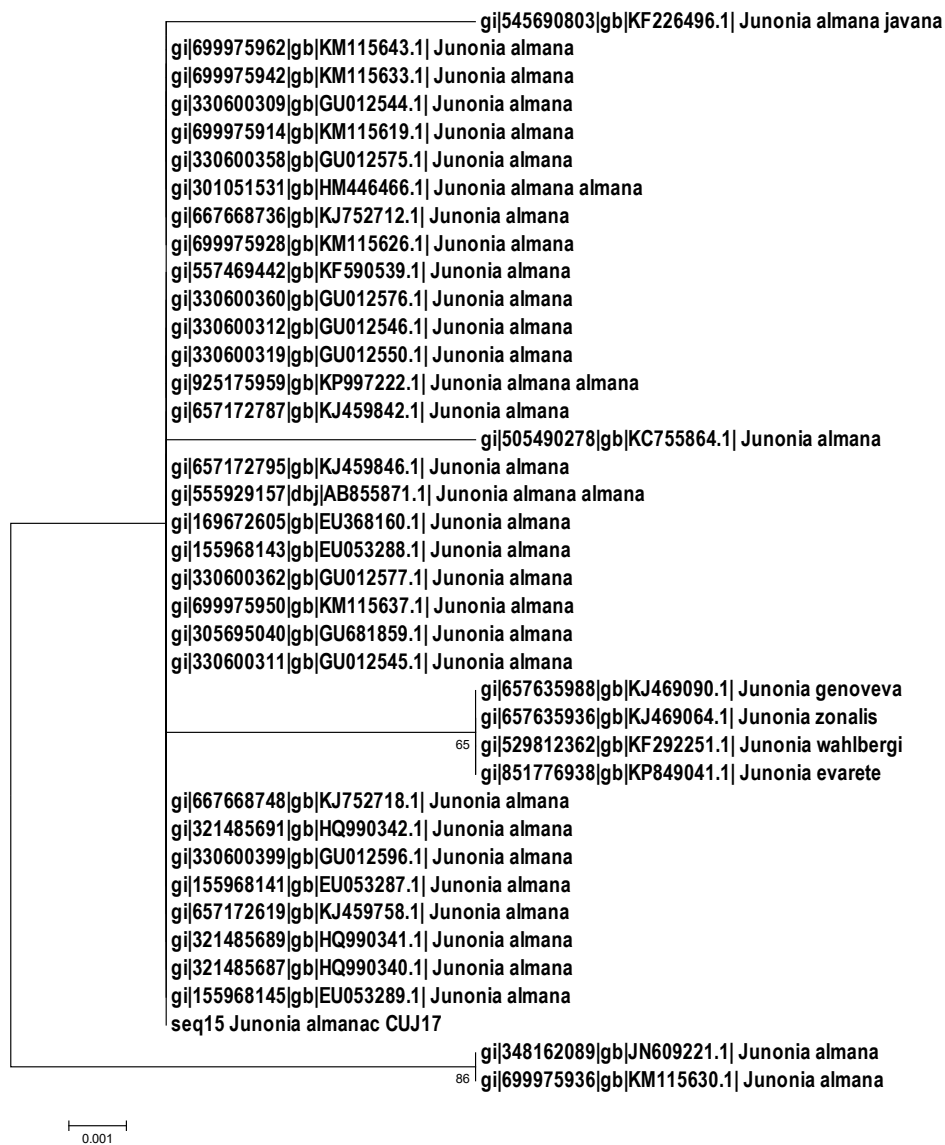 gi|545690803|gb|KF226496.1| Junonia almana javana
gi|699975962|gb|KM115643.1| Junonia almana
gi|699975942|gb|KM115633.1| Junonia almana
gi|330600309|gb|GU012544.1| Junonia almana
gi|699975914|gb|KM115619.1| Junonia almana
gi|330600358|gb|GU012575.1| Junonia almana
gi|301051531|gb|HM446466.1| Junonia almana almana
gi|667668736|gb|KJ752712.1| Junonia almana
gi|699975928|gb|KM115626.1| Junonia almana
gi|557469442|gb|KF590539.1| Junonia almana
gi|330600360|gb|GU012576.1| Junonia almana
gi|330600312|gb|GU012546.1| Junonia almana
gi|330600319|gb|GU012550.1| Junonia almana
gi|925175959|gb|KP997222.1| Junonia almana almana
gi|657172787|gb|KJ459842.1| Junonia almana
gi|505490278|gb|KC755864.1| Junonia almana
gi|657172795|gb|KJ459846.1| Junonia almana
gi|555929157|dbj|AB855871.1| Junonia almana almana
gi|169672605|gb|EU368160.1| Junonia almana
gi|155968143|gb|EU053288.1| Junonia almana
gi|330600362|gb|GU012577.1| Junonia almana
gi|699975950|gb|KM115637.1| Junonia almana
gi|305695040|gb|GU681859.1| Junonia almana
gi|330600311|gb|GU012545.1| Junonia almana
gi|657635988|gb|KJ469090.1| Junonia genoveva
gi|657635936|gb|KJ469064.1| Junonia zonalis
65
gi|529812362|gb|KF292251.1| Junonia wahlbergi
gi|851776938|gb|KP849041.1| Junonia evarete
gi|667668748|gb|KJ752718.1| Junonia almana
gi|321485691|gb|HQ990342.1| Junonia almana
gi|330600399|gb|GU012596.1| Junonia almana
gi|155968141|gb|EU053287.1| Junonia almana
gi|657172619|gb|KJ459758.1| Junonia almana
gi|321485689|gb|HQ990341.1| Junonia almana
gi|321485687|gb|HQ990340.1| Junonia almana
gi|155968145|gb|EU053289.1| Junonia almana
seq15 Junonia almanac CUJ17
gi|348162089|gb|JN609221.1| Junonia almana
86
gi|699975936|gb|KM115630.1| Junonia almana
0.001